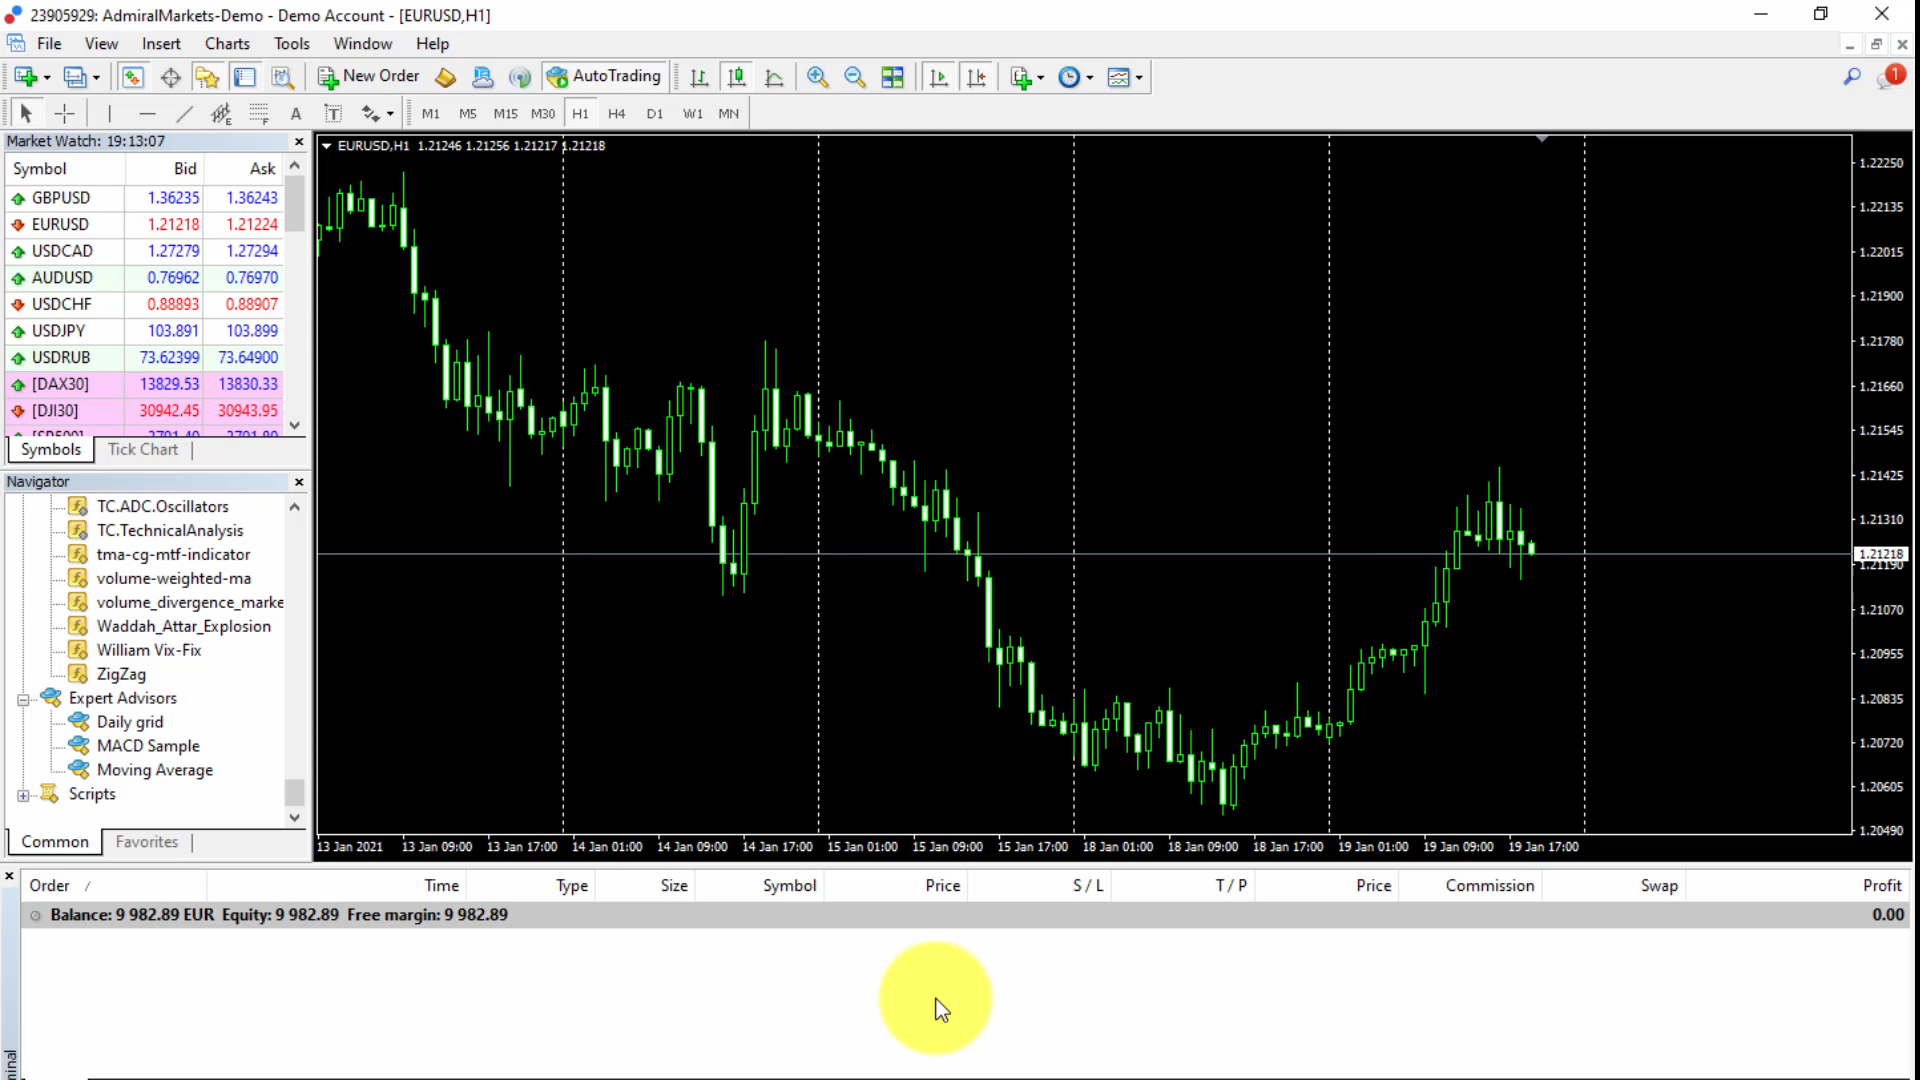 23905929: AdmiralMarkets-Demo - Demo Account - [EURUSD,H1]
File View Insert Charts Tools Window Help
New Order AutoTrading 1
E F A T M1 M5 M15 M30 H1 H4 D1 W1 MN
Market Watch: 19:13:07
Symbol Bid Ask
GBPUSD 1.36235 1.36243
EURUSD 1.21218 1.21224
USDCAD 1.27279 1.27294
AUDUSD 0.76962 0.76970
USDCHF 0.88893 0.88907
USDJPY 103.891 103.899
USDRUB 73.62399 73.64900
[DAX30] 13829.53 13830.33
[DJI30] 30942.45 30943.95
Symbols Tick Chart
Navigator
TC.ADC.Oscillators
TC.TechnicalAnalysis
tma-cg-mtf-indicator
volume-weighted-ma
volume_divergence_marke
Waddah_Attar_Explosion
William Vix-Fix
ZigZag
Expert Advisors
Daily grid
MACD Sample
Moving Average
Scripts
Common Favorites
EURUSD,H1 1.21246 1.21256 1.21217 1.21218
1.22250
1.22135
1.22015
1.21900
1.21780
1.21660
1.21545
1.21425
1.21310
1.21218
1.21190
1.21070
1.20955
1.20835
1.20720
1.20605
1.20490
13 Jan 2021 13 Jan 09:00 13 Jan 17:00 14 Jan 01:00 14 Jan 09:00 14 Jan 17:00 15 Jan 01:00 15 Jan 09:00 15 Jan 17:00 18 Jan 01:00 18 Jan 09:00 18 Jan 17:00 19 Jan 01:00 19 Jan 09:00 19 Jan 17:00
Order / Time Type Size Symbol Price S / L T / P Price Commission Swap Profit
Balance: 9 982.89 EUR Equity: 9 982.89 Free margin: 9 982.89 0.00